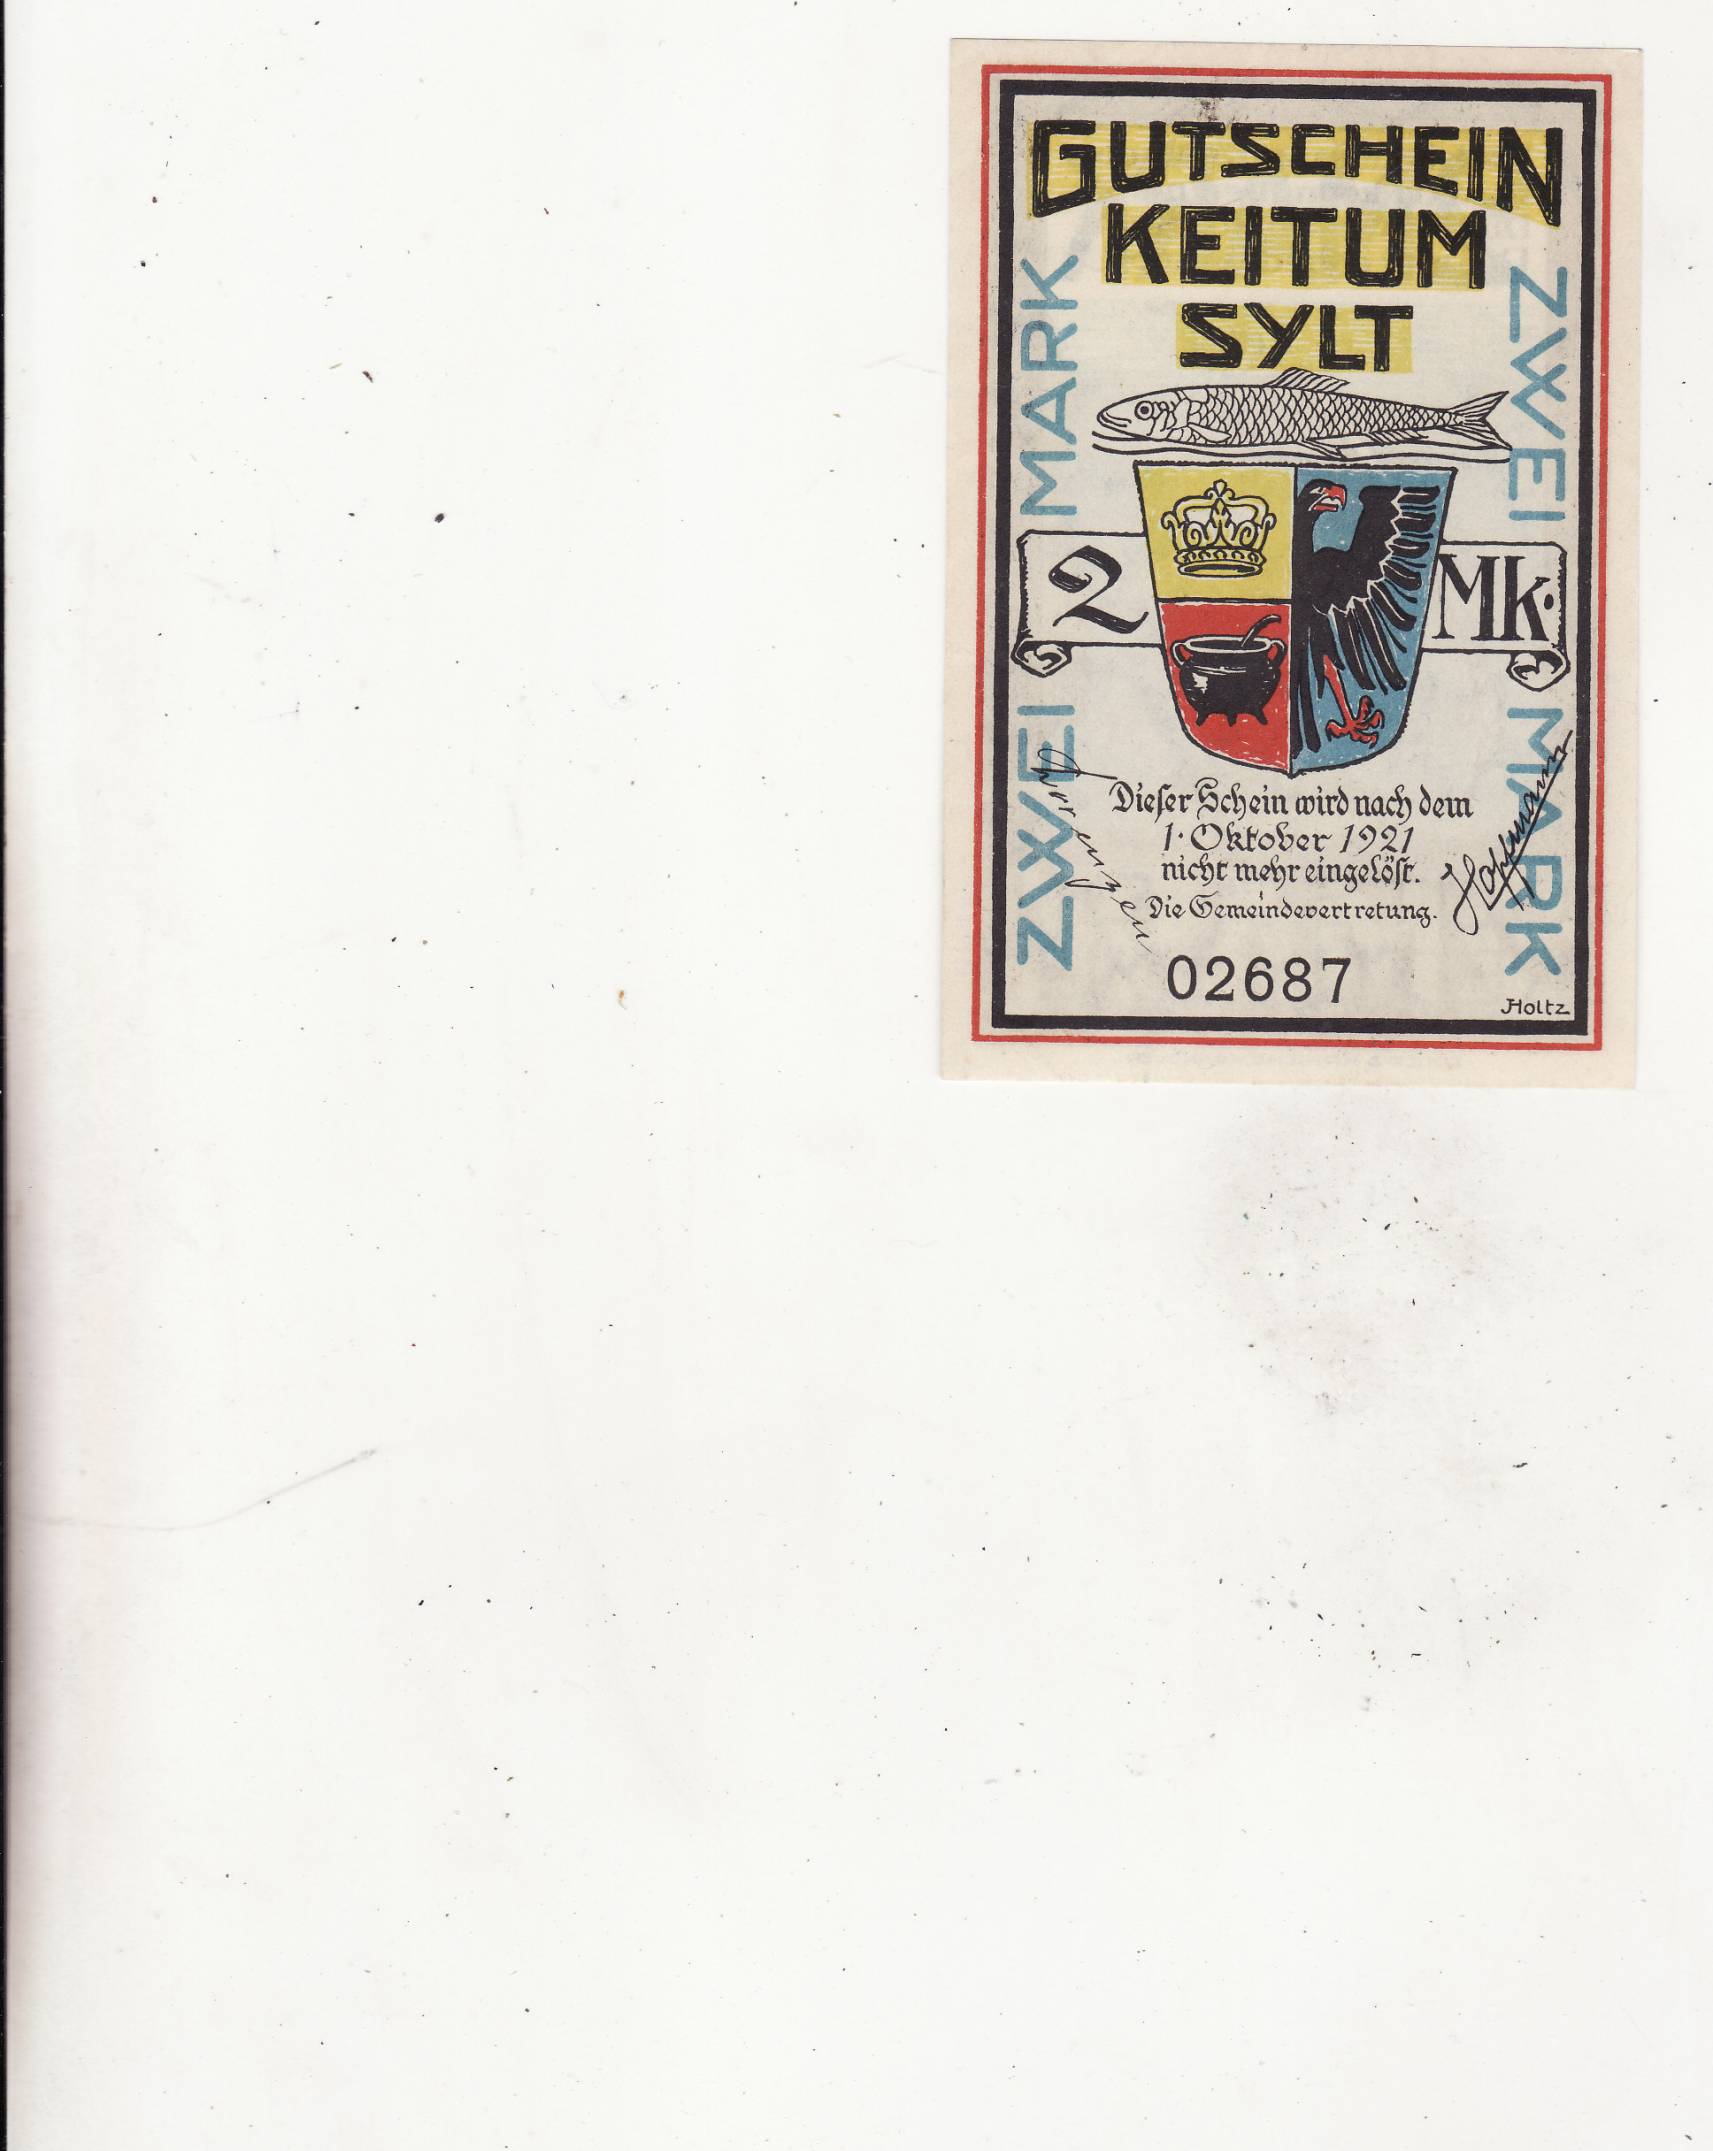 GUTSCHEIN
KEITUM
SYLT
ZWEI MARK
ZWEI MARK
2 Mk.
Dieser Schein wird nach dem
1. Oktober 1921
nicht mehr eingelöst.
Die Gemeindevertretung.
Hoffmann
02687
Holtz